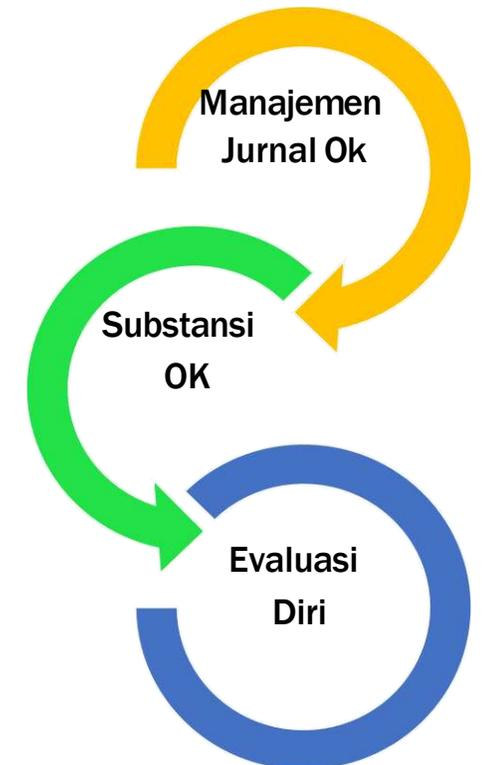 Manajemen
Jurnal Ok
Substansi
OK
Evaluasi
Diri